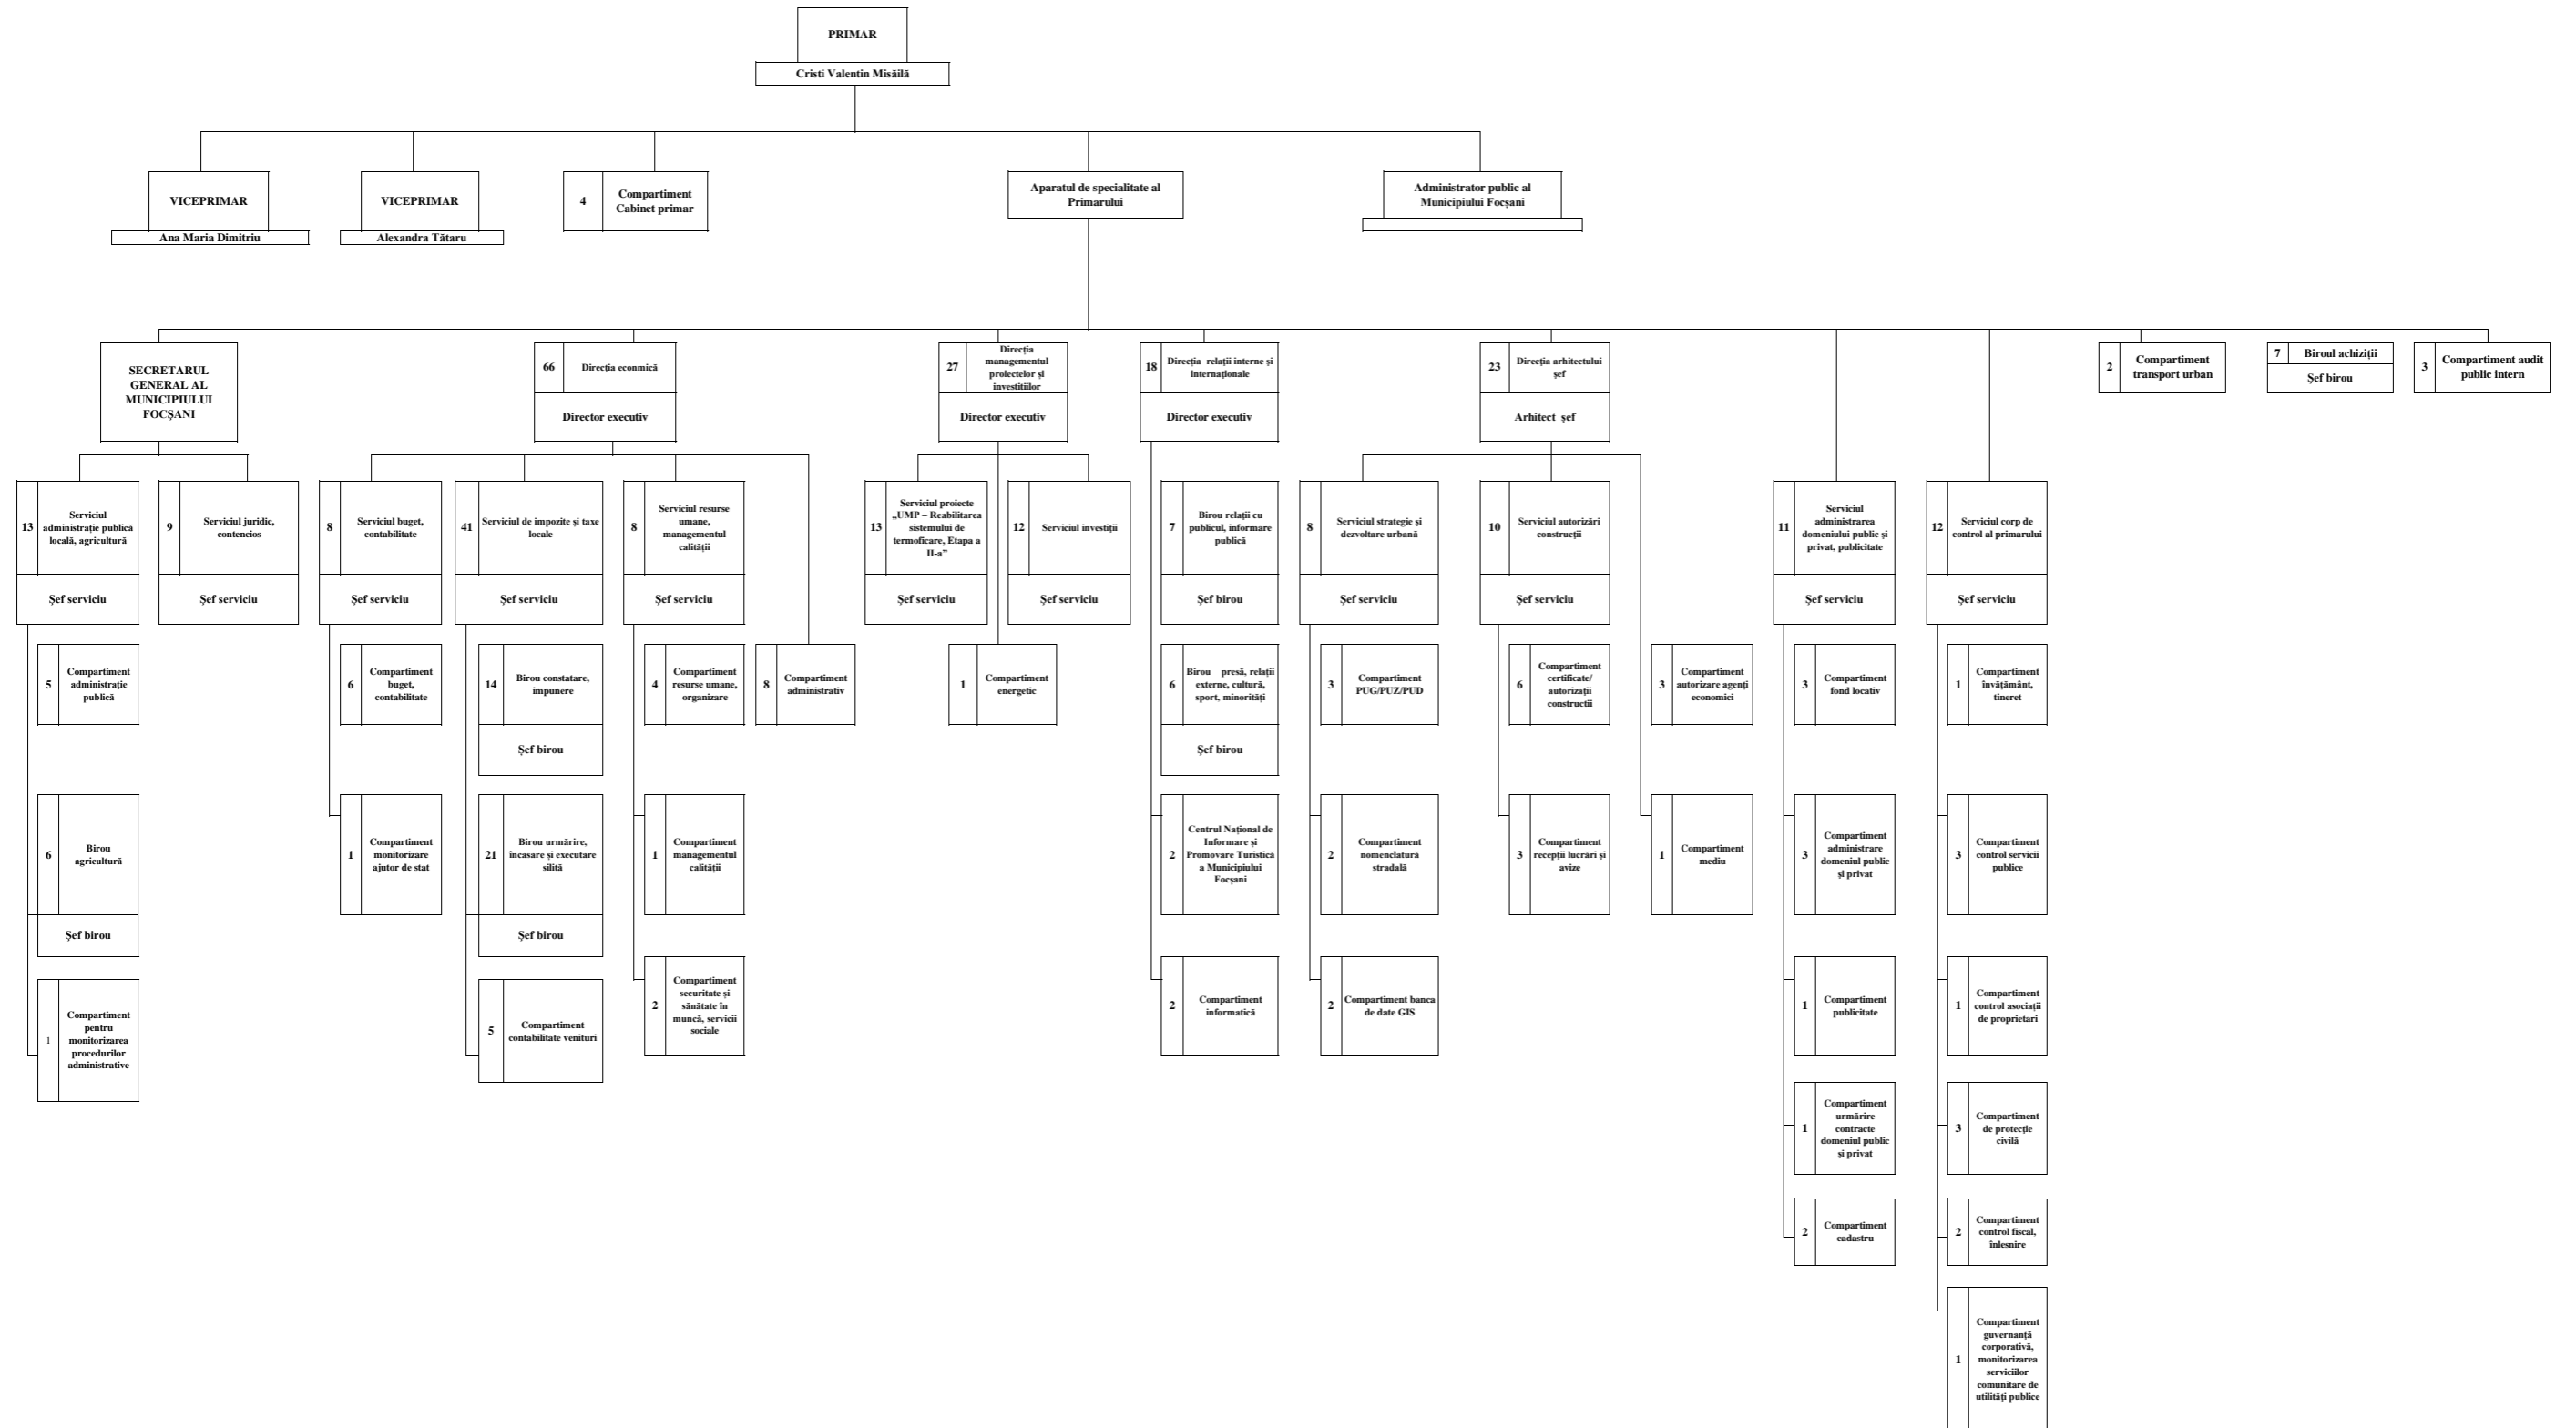 PRIMAR
Cristi Valentin Misăilă
VICEPRIMAR
Ana Maria Dimitriu
VICEPRIMAR
Alexandra Tătaru
4
Compartiment
Cabinet primar
Aparatul de specialitate al
Primarului
Administrator public al
Municipiului Focșani
SECRETARUL
GENERAL AL
MUNICIPIULUI
FOCȘANI
66
Direcția econmică
Director executiv
27
Direcția
managementul
proiectelor și
investitiilor
Director executiv
18
Direcția relații interne și
internaționale
Director executiv
23
Direcția arhitectului
șef
Arhitect șef
2
Compartiment
transport urban
7
Biroul achiziții
Șef birou
3
Compartiment audit
public intern
13
Serviciul
administrație publică
locală, agricultură
Șef serviciu
9
Serviciul juridic,
contencios
Șef serviciu
8
Serviciul buget,
contabilitate
Șef serviciu
41
Serviciul de impozite și taxe
locale
Șef serviciu
8
Serviciul resurse
umane,
managementul
calității
Șef serviciu
13
Serviciul proiecte
„UMP – Reabilitarea
sistemului de
termoficare, Etapa a
II-a”
Șef serviciu
12
Serviciul investiții
Șef serviciu
7
Birou relații cu
publicul, informare
publică
Șef birou
8
Serviciul strategie și
dezvoltare urbană
Șef serviciu
10
Serviciul autorizări
construcții
Șef serviciu
11
Serviciul
administrarea
domeniului public și
privat, publicitate
Șef serviciu
12
Serviciul corp de
control al primarului
Șef serviciu
5
Compartiment
administrație
publică
6
Compartiment
buget,
contabilitate
14
Birou constatare,
impunere
Șef birou
4
Compartiment
resurse umane,
organizare
8
Compartiment
administrativ
1
Compartiment
energetic
6
Birou presă, relații
externe, cultură,
sport, minorități
Șef birou
3
Compartiment
PUG/PUZ/PUD
6
Compartiment
certificate/
autorizații
constructii
3
Compartiment
autorizare agenți
economici
3
Compartiment
fond locativ
1
Compartiment
învățământ,
tineret
6
Birou
agricultură
Șef birou
1
Compartiment
monitorizare
ajutor de stat
21
Birou urmărire,
încasare și executare
silită
Șef birou
1
Compartiment
managementul
calității
2
Centrul Național de
Informare și
Promovare Turistică
a Municipiului
Focșani
2
Compartiment
nomenclatură
stradală
3
Compartiment
recepții lucrări și
avize
1
Compartiment
mediu
3
Compartiment
administrare
domeniul public
și privat
3
Compartiment
control servicii
publice
1
Compartiment
pentru
monitorizarea
procedurilor
administrative
5
Compartiment
contabilitate venituri
2
Compartiment
securitate și
sănătate în
muncă, servicii
sociale
2
Compartiment
informatică
2
Compartiment banca
de date GIS
1
Compartiment
publicitate
1
Compartiment
control asociații
de proprietari
1
Compartiment
urmărire
contracte
domeniul public
și privat
3
Compartiment
de protecție
civilă
2
Compartiment
cadastru
2
Compartiment
control fiscal,
înlesnire
1
Compartiment
guvernanță
corporativă,
monitorizarea
serviciilor
comunitare de
utilități publice